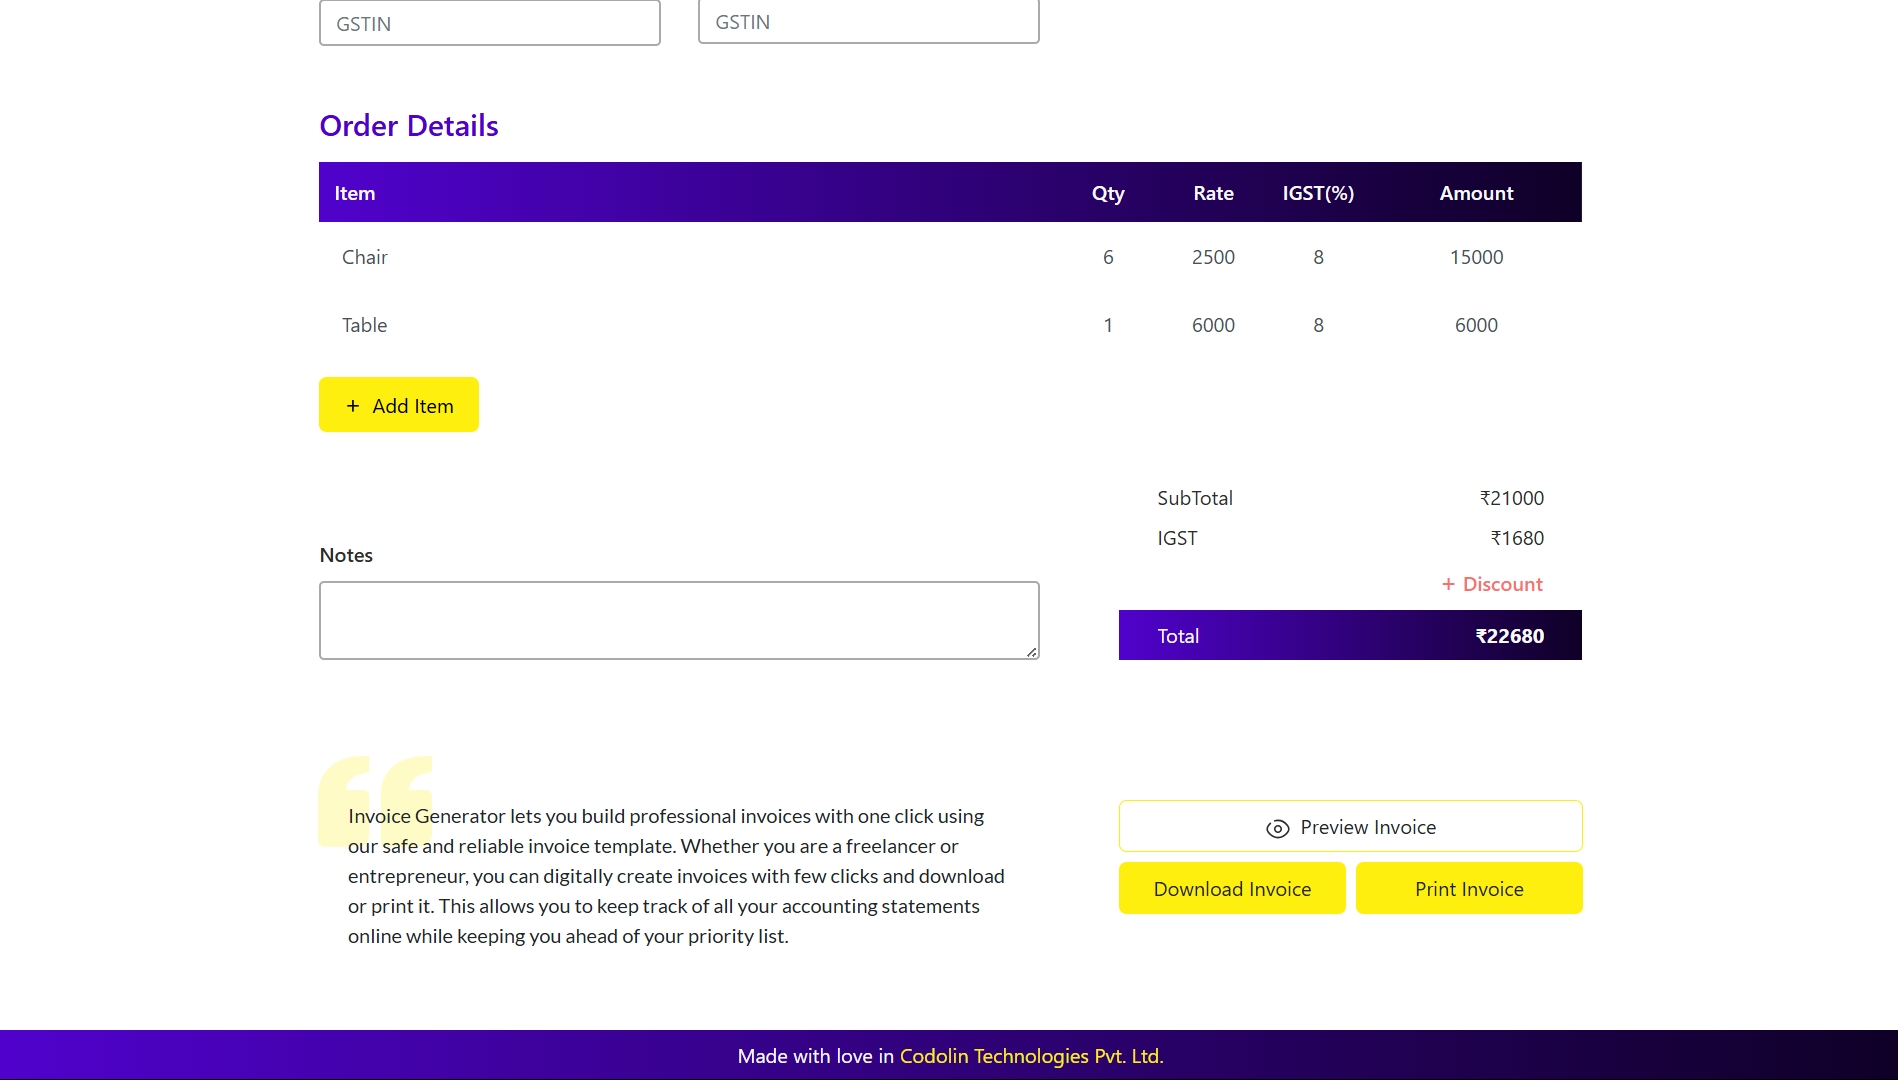 GSTIN GSTIN
Order Details
Item Qty Rate IGST(%) Amount
Chair 6 2500 8 15000
Table 1 6000 8 6000
+ Add Item
SubTotal ₹21000
IGST ₹1680
Notes
+ Discount
Total ₹22680
Invoice Generator lets you build professional invoices with one click using
our safe and reliable invoice template. Whether you are a freelancer or
entrepreneur, you can digitally create invoices with few clicks and download
or print it. This allows you to keep track of all your accounting statements
online while keeping you ahead of your priority list.
Preview Invoice
Download Invoice Print Invoice
Made with love in Codolin Technologies Pvt. Ltd.